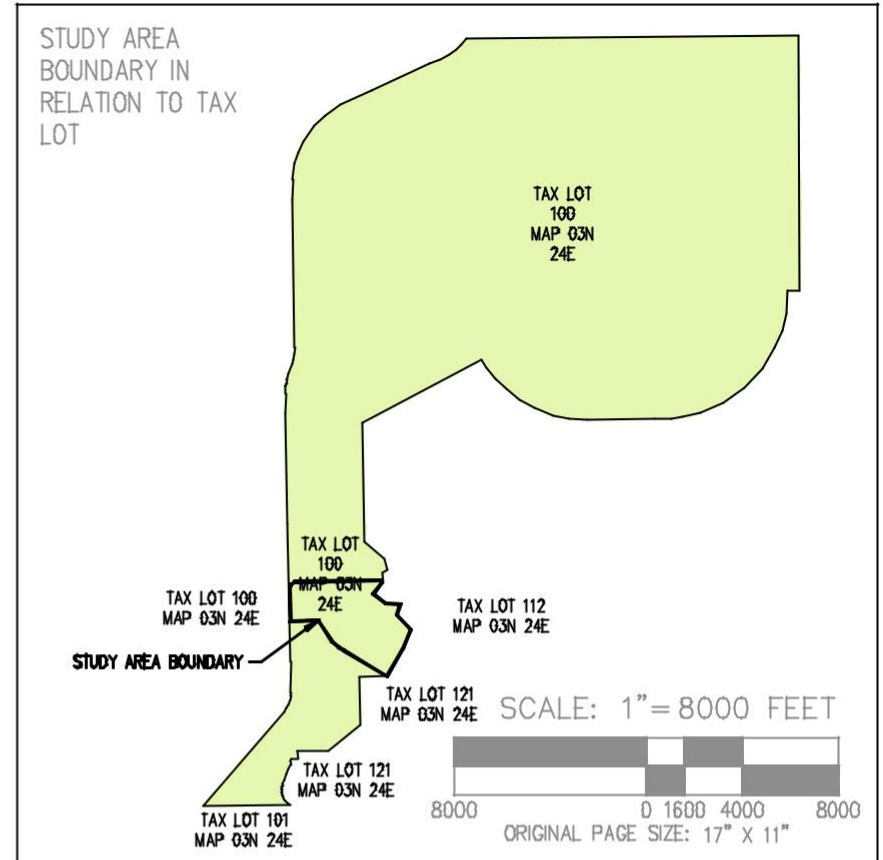 STUDY AREA
BOUNDARY IN
RELATION TO TAX
LOT
TAX LOT
100
MAP 03N
24E
TAX LOT
100
MAP 03N
24E
TAX LOT 100
MAP 03N 24E
TAX LOT 112
MAP 03N 24E
STUDY AREA BOUNDARY
TAX LOT 121
MAP 03N 24E
SCALE: 1"=8000 FEET
TAX LOT 121
MAP 03N 24E
8000 0 1600 4000 8000
TAX LOT 101
MAP 03N 24E
ORIGINAL PAGE SIZE: 17" X 11"